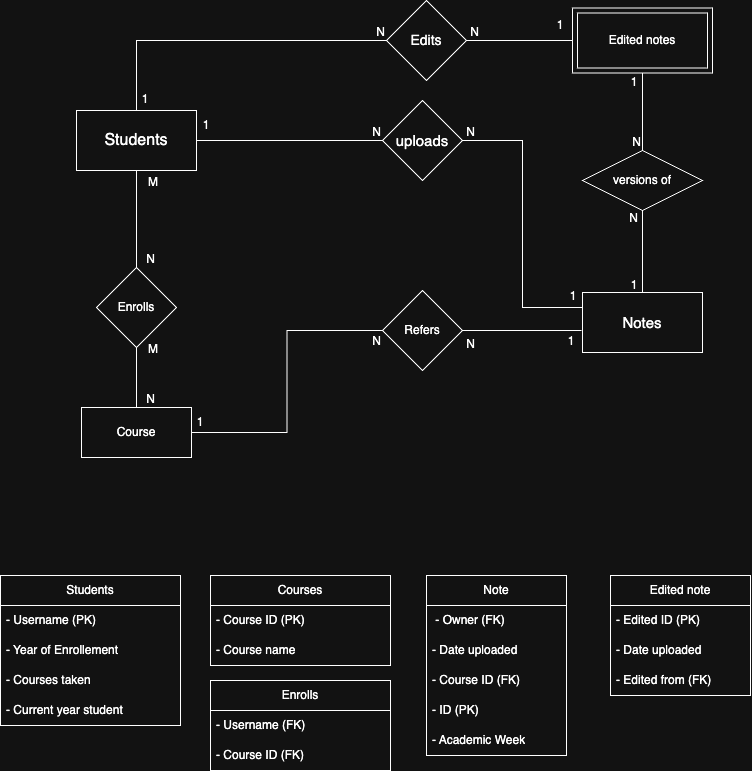 N Edits N 1 Edited notes
1 1
Students 1 N uploads N N
M versions of
N N
Enrolls 1 1
M N Refers N 1 Notes
N
Course 1
Students
- Username (PK)
- Year of Enrollement
- Courses taken
- Current year student
Courses
- Course ID (PK)
- Course name
Enrolls
- Username (FK)
- Course ID (FK)
Note
- Owner (FK)
- Date uploaded
- Course ID (FK)
- ID (PK)
- Academic Week
Edited note
- Edited ID (PK)
- Date uploaded
- Edited from (FK)